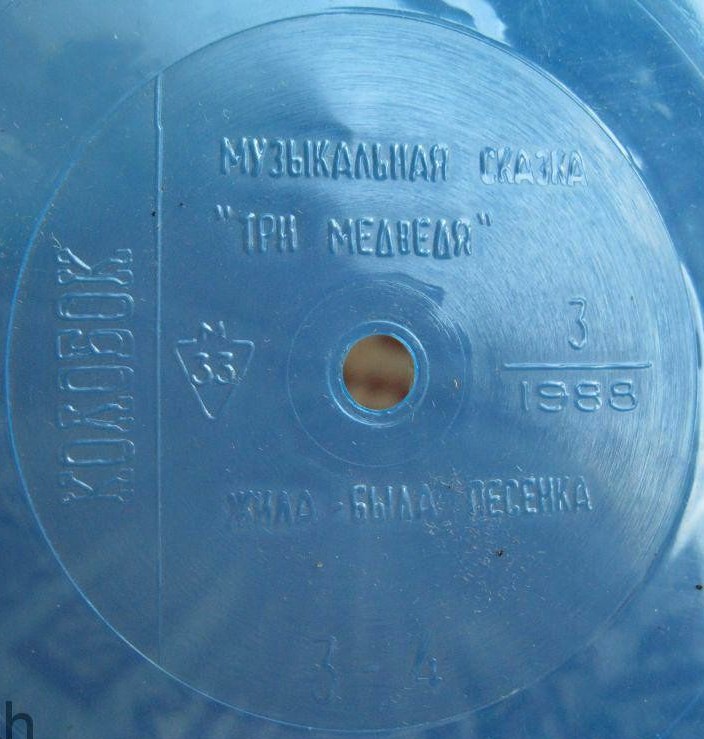 КОЛОБОК
МУЗЫКАЛЬНАЯ СКАЗКА
"ТРИ МЕДВЕДЯ"
33
3
1988
ЖИЛА-БЫЛА ПЕСЕНКА
3-4
h